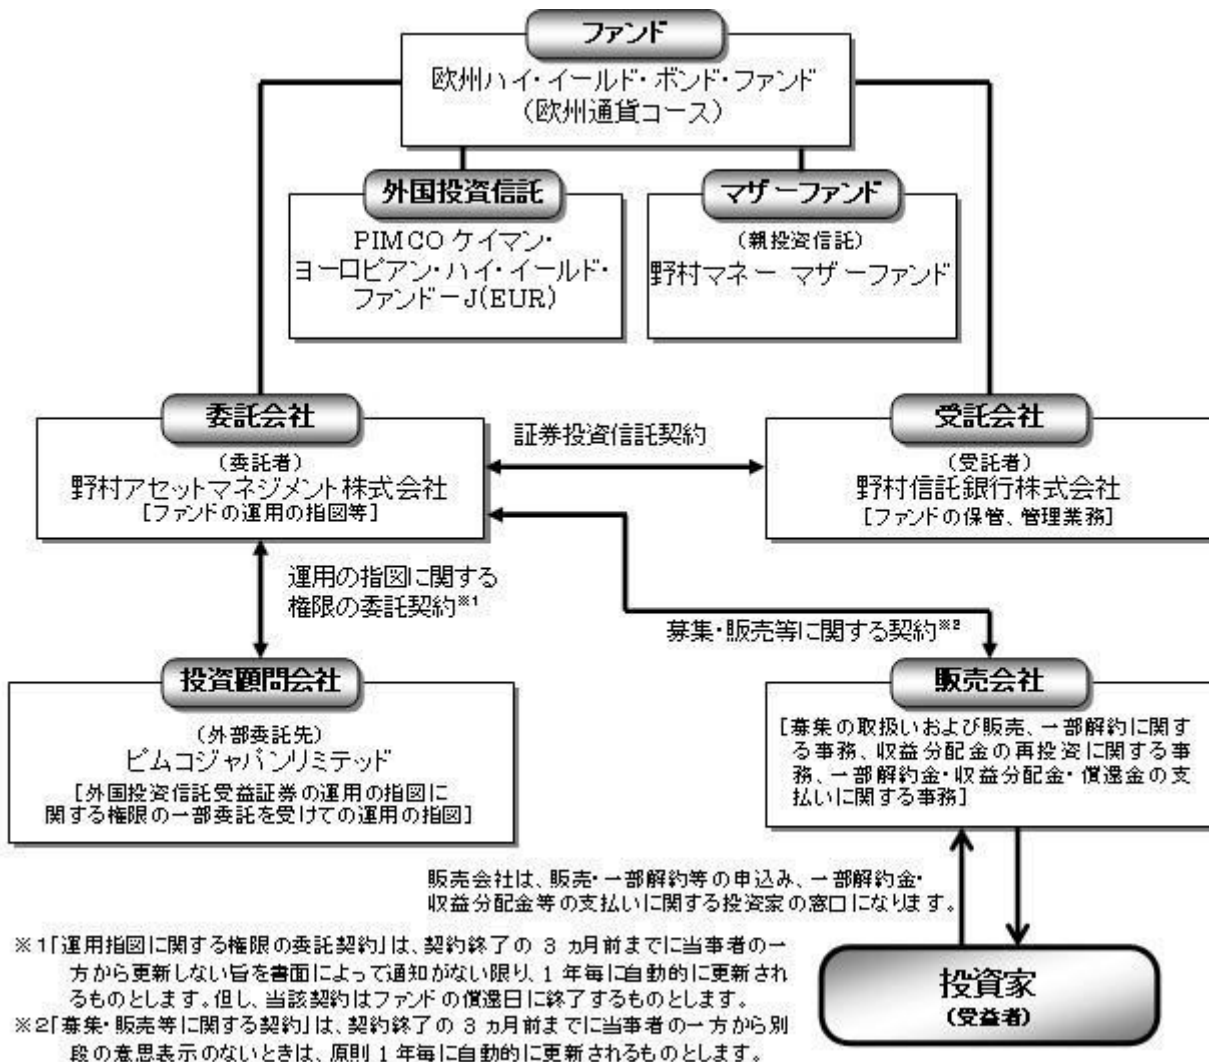 ファンド
欧州ハイ・イールド・ボンド・ファンド
(欧州通貨コース)
外国投資信託
PIMCO ケイマン・
ヨーロピアン・ハイ・イールド・
ファンド－J(EUR)
マザーファンド
(親投資信託)
野村マネー マザーファンド
委託会社
(委託者)
野村アセットマネジメント株式会社
[ファンドの運用の指図等]
証券投資信託契約
受託会社
(受託者)
野村信託銀行株式会社
[ファンドの保管、管理業務]
運用の指図に関する
権限の委託契約※1
募集・販売等に関する契約※2
投資顧問会社
(外部委託先)
ピムコジャパンリミテッド
[外国投資信託受益証券の運用の指図に
関する権限の一部委託を受けての運用の指図]
販売会社
[募集の取扱いおよび販売、一部解約に関す
る事務、収益分配金の再投資に関する事
務、一部解約金・収益分配金・償還金の支
払いに関する事務]
販売会社は、販売・一部解約等の申込み、一部解約金・
収益分配金等の支払いに関する投資家の窓口になります。
投資家
(受益者)
※1「運用指図に関する権限の委託契約」は、契約終了の 3 ヵ月前までに当事者の一
方から更新しない旨を書面によって通知がない限り、1 年毎に自動的に更新され
るものとします。但し、当該契約はファンドの償還日に終了するものとします。
※2「募集・販売等に関する契約」は、契約終了の 3 ヵ月前までに当事者の一方から別
段の意思表示のないときは、原則 1 年毎に自動的に更新されるものとします。